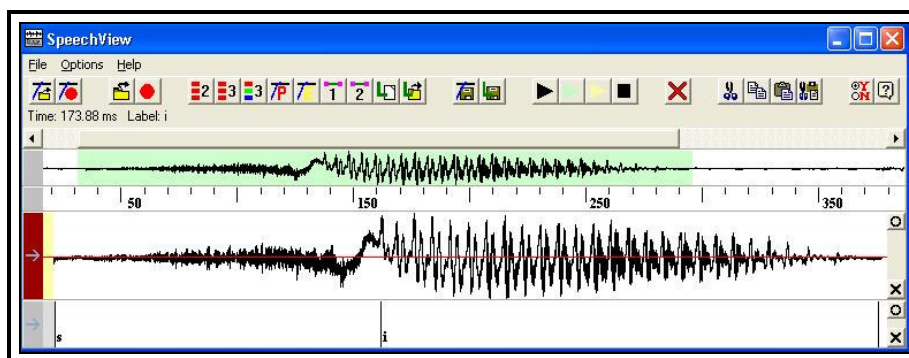 SpeechView
File Options Help
2 3 3 P 1 2
Time: 173.88 ms Label: i
50 150 250 350
s i